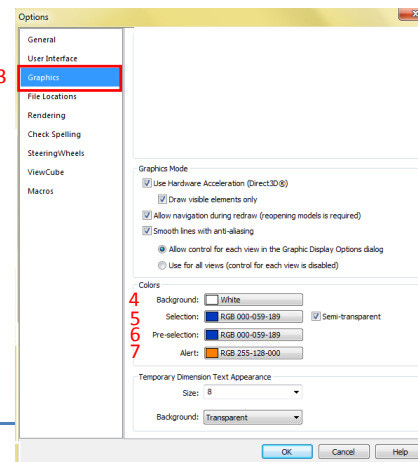 Options
General
User Interface
3
Graphics
File Locations
Rendering
Check Spelling
SteeringWheels
ViewCube
Macros
Graphics Mode
Use Hardware Acceleration (Direct3D®)
Draw visible elements only
Allow navigation during redraw (reopening models is required)
Smooth lines with anti-aliasing
Allow control for each view in the Graphic Display Options dialog
Use for all views (control for each view is disabled)
Colors
4 Background: White
5 Selection: RGB 000-059-189 Semi-transparent
6 Pre-selection: RGB 000-059-189
7 Alert: RGB 255-128-000
Temporary Dimension Text Appearance
Size: 8
Background: Transparent
OK Cancel Help